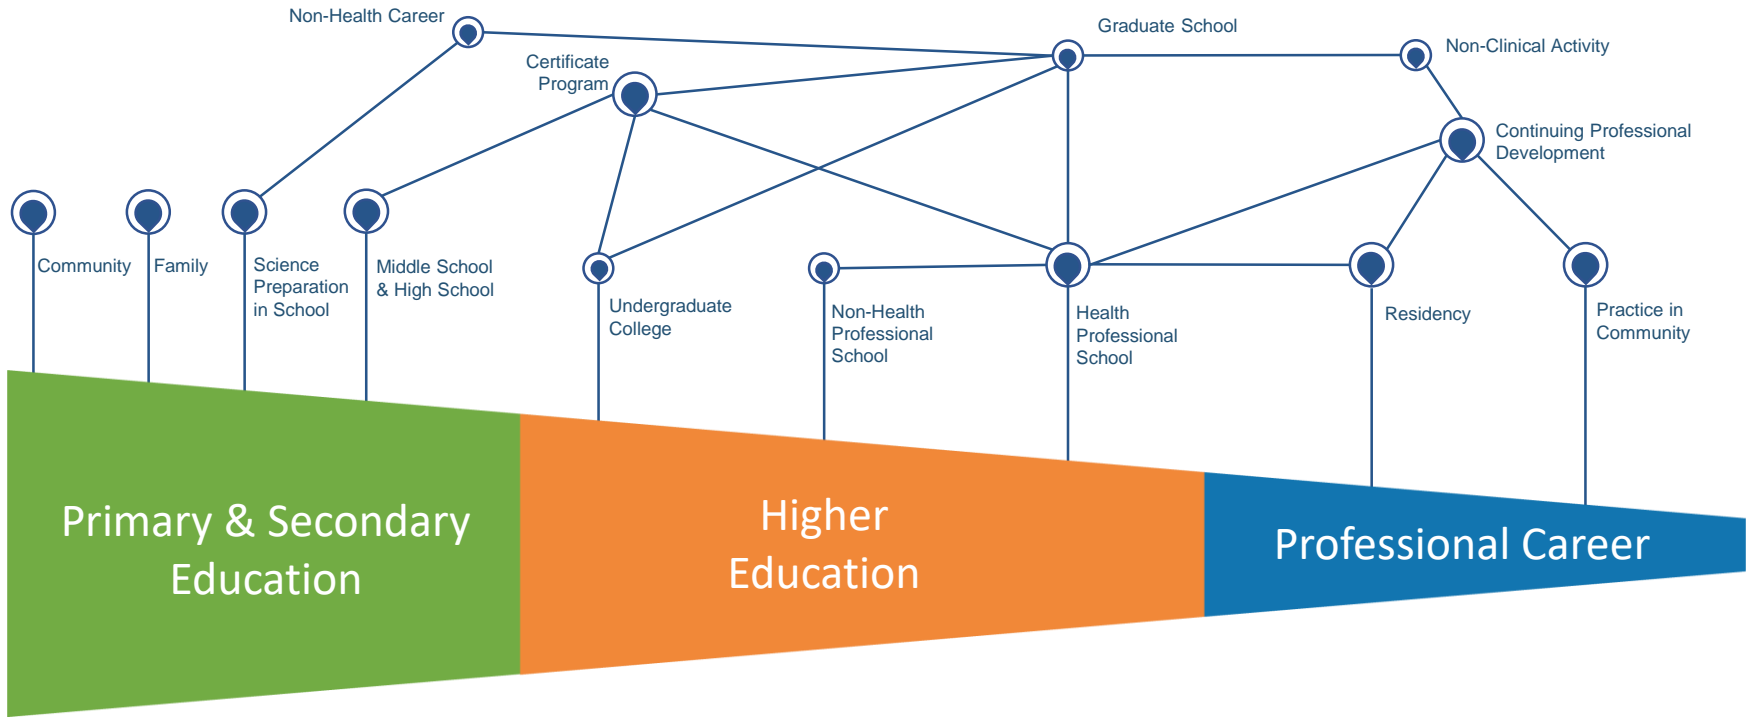 Non-Health Career
Graduate School
Non-Clinical Activity
Certificate
Program
Continuing Professional
Development
Community
Family
Science
Preparation
in School
Middle School
& High School
Undergraduate
College
Non-Health
Professional
School
Health
Professional
School
Residency
Practice in
Community
Primary & Secondary
Education
Higher
Education
Professional Career